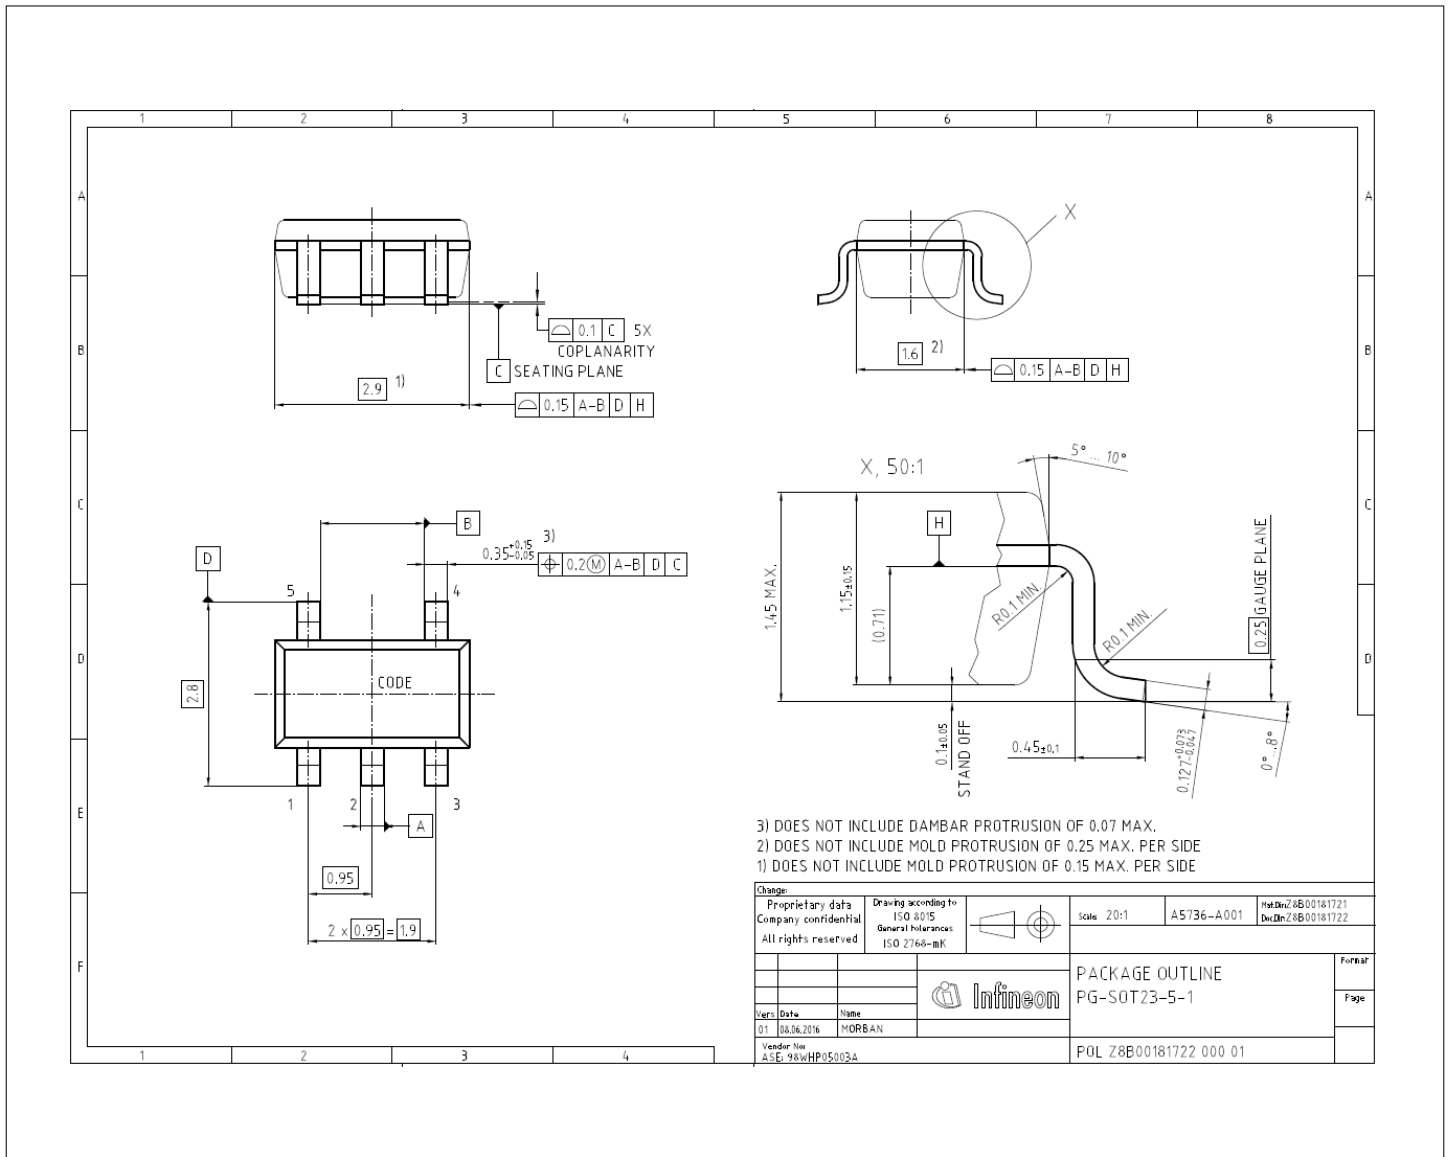 1 2 3 4 5 6 7 8
A A
X
0.1 C 5X
COPLANARITY
B B
C SEATING PLANE
2.9 1)
0.15 A-B D H
1.6 2)
0.15 A-B D H
X, 50:1
5° ... 10°
C C
B
3)
0.35 +0.15 -0.05
0.2 Ⓜ A-B D C
D
5 4
H
1.45 MAX.
1.15±0.15
(0.71)
R0.1 MIN.
R0.1 MIN.
0.25 GAUGE PLANE
D D
CODE
2.8
0.1±0.05
STAND OFF
0.45±0.1
0.127 +0.073 -0.047
0°...8°
1 2 3
E
A
0.95
2 x 0.95 = 1.9
F
3) DOES NOT INCLUDE DAMBAR PROTRUSION OF 0.07 MAX.
2) DOES NOT INCLUDE MOLD PROTRUSION OF 0.25 MAX. PER SIDE
1) DOES NOT INCLUDE MOLD PROTRUSION OF 0.15 MAX. PER SIDE
Change:
Proprietary data
Company confidential
All rights reserved
Drawing according to
ISO 8015
General tolerances
ISO 2768-mK
Scale 20:1
A5736-A001
Mat.Din:Z8B00181721
Doc.Din:Z8B00181722
Infineon
PACKAGE OUTLINE
PG-SOT23-5-1
Format
Page
Vers Date Name
01 08.06.2016 MORBAN
Vendor No:
ASE: 98WHP05003A
POL Z8B00181722 000 01
1 2 3 4